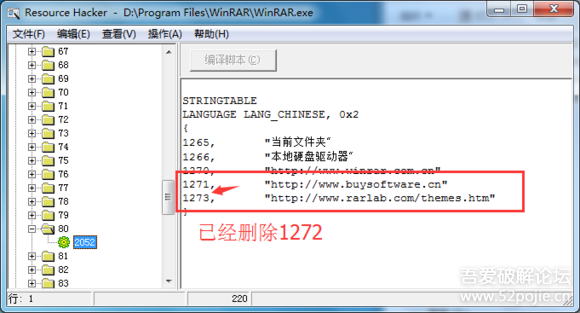 Resource Hacker - D:\Program Files\WinRAR\WinRAR.exe
文件(F) 编辑(E) 查看(V) 操作(A) 帮助(H)
67
68
69
70
71
72
73
74
75
76
77
78
79
80
2052
81
82
83
编译脚本(C)
STRINGTABLE
LANGUAGE LANG_CHINESE, 0x2
{
1265, "当前文件夹"
1266, "本地硬盘驱动器"
1270, "http://www.winrar.com.cn"
1271, "http://www.buysoftware.cn"
1273, "http://www.rarlab.com/themes.htm"
}
已经删除1272
行: 1 220
吾爱破解论坛
www.52pojie.cn